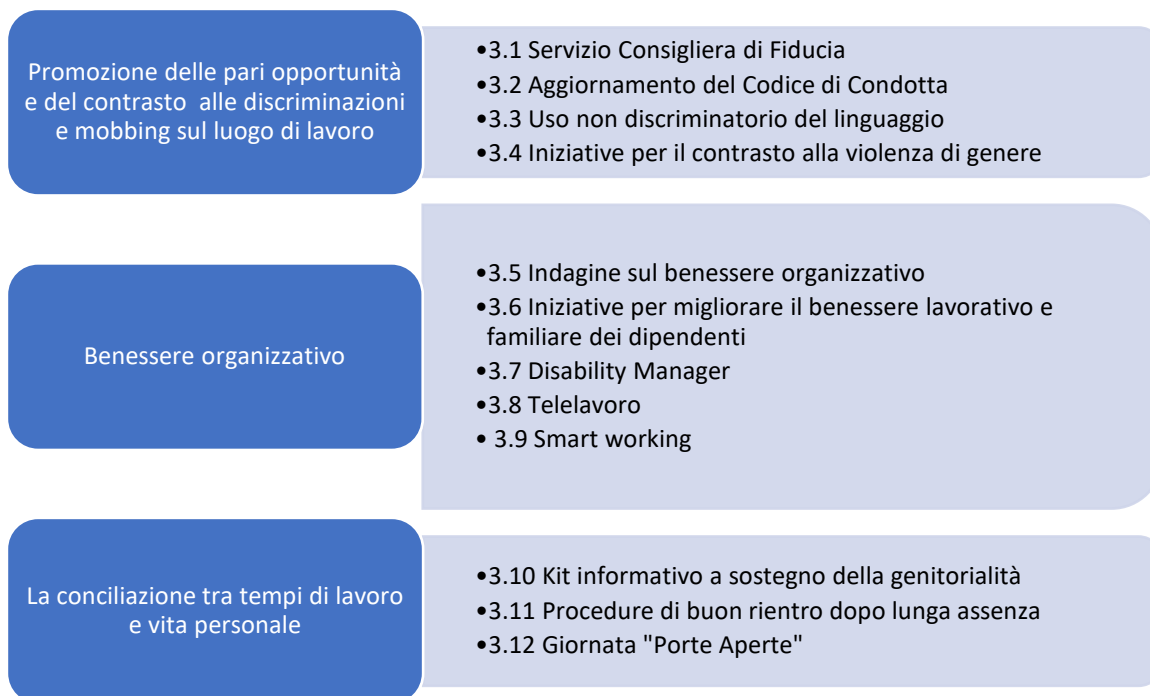 Promozione delle pari opportunità
e del contrasto  alle discriminazioni
e mobbing sul luogo di lavoro
•3.1 Servizio Consigliera di Fiducia
•3.2 Aggiornamento del Codice di Condotta
•3.3 Uso non discriminatorio del linguaggio
•3.4 Iniziative per il contrasto alla violenza di genere
Benessere organizzativo
•3.5 Indagine sul benessere organizzativo
•3.6 Iniziative per migliorare il benessere lavorativo e
familiare dei dipendenti
•3.7 Disability Manager
•3.8 Telelavoro
• 3.9 Smart working
La conciliazione tra tempi di lavoro
e vita personale
•3.10 Kit informativo a sostegno della genitorialità
•3.11 Procedure di buon rientro dopo lunga assenza
•3.12 Giornata "Porte Aperte"